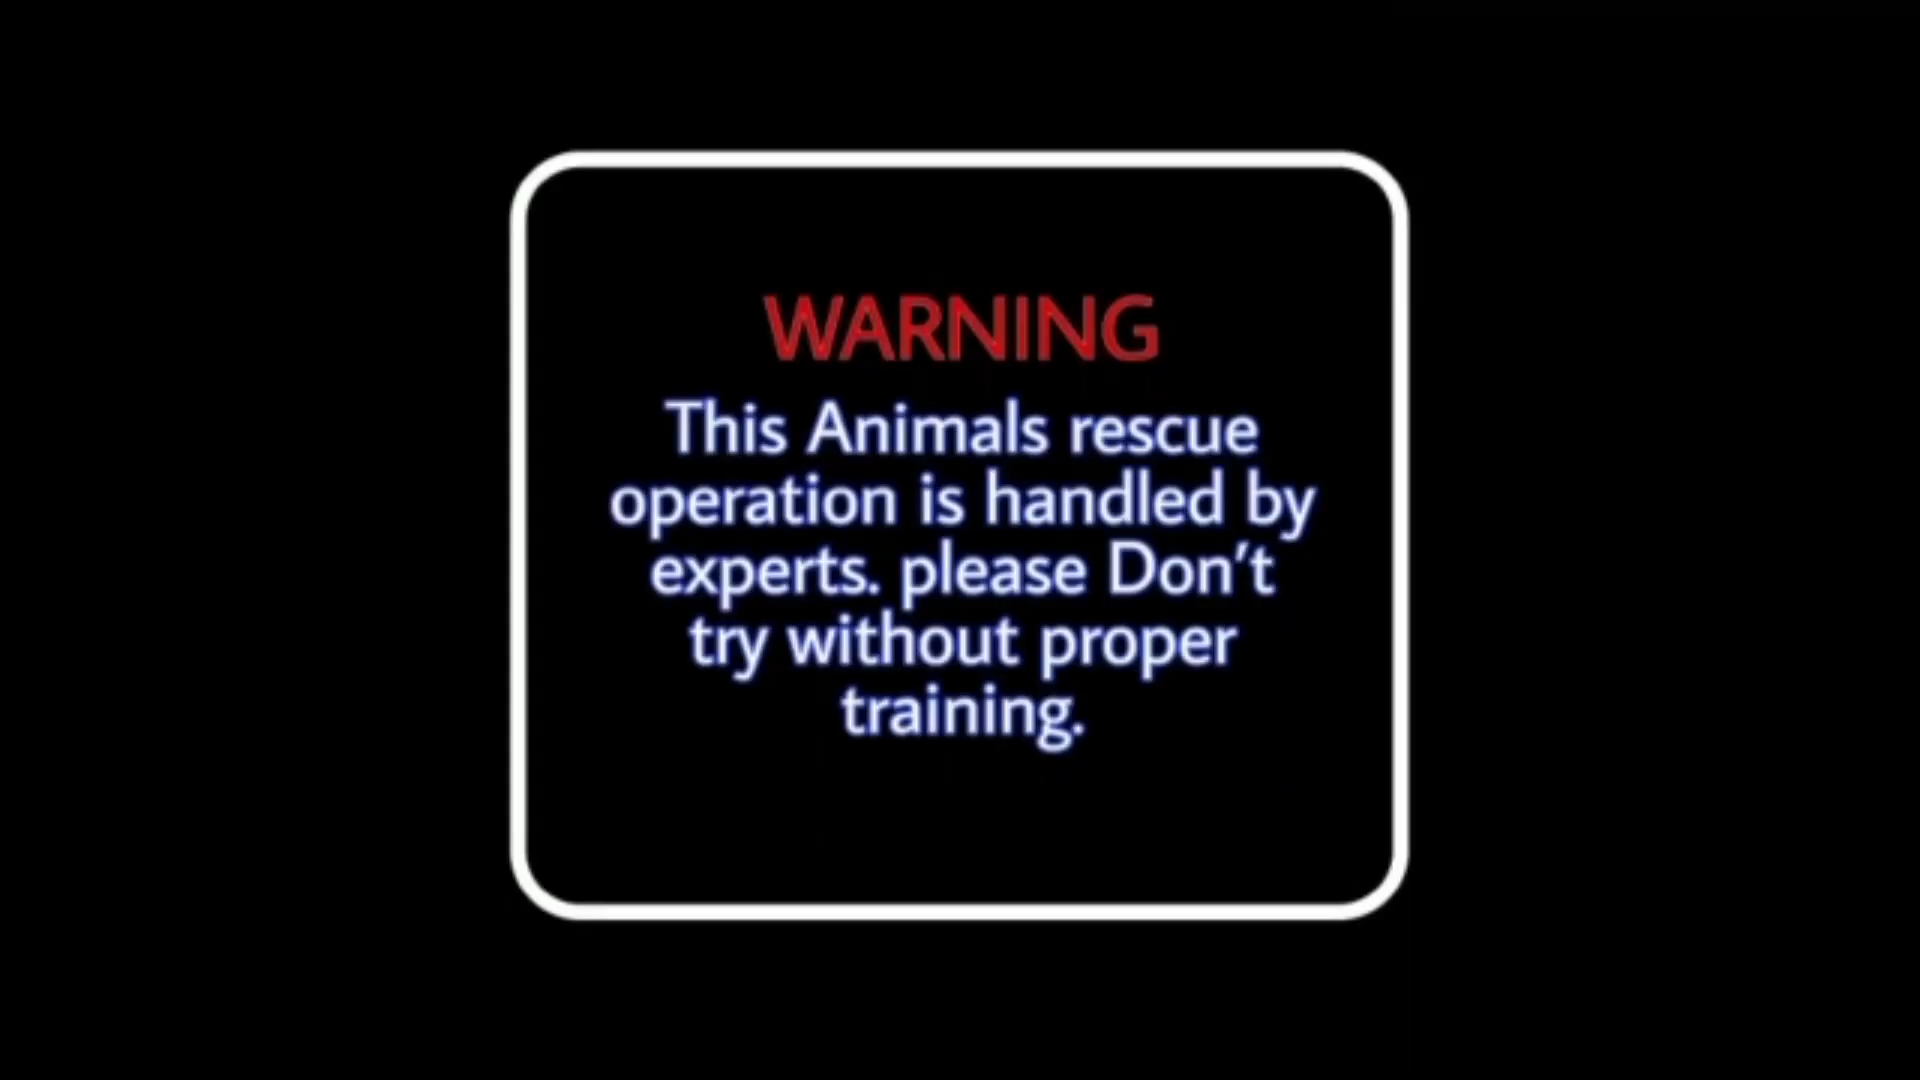 WARNING
This Animals rescue
operation is handled by
experts. please Don’t
try without proper
training.